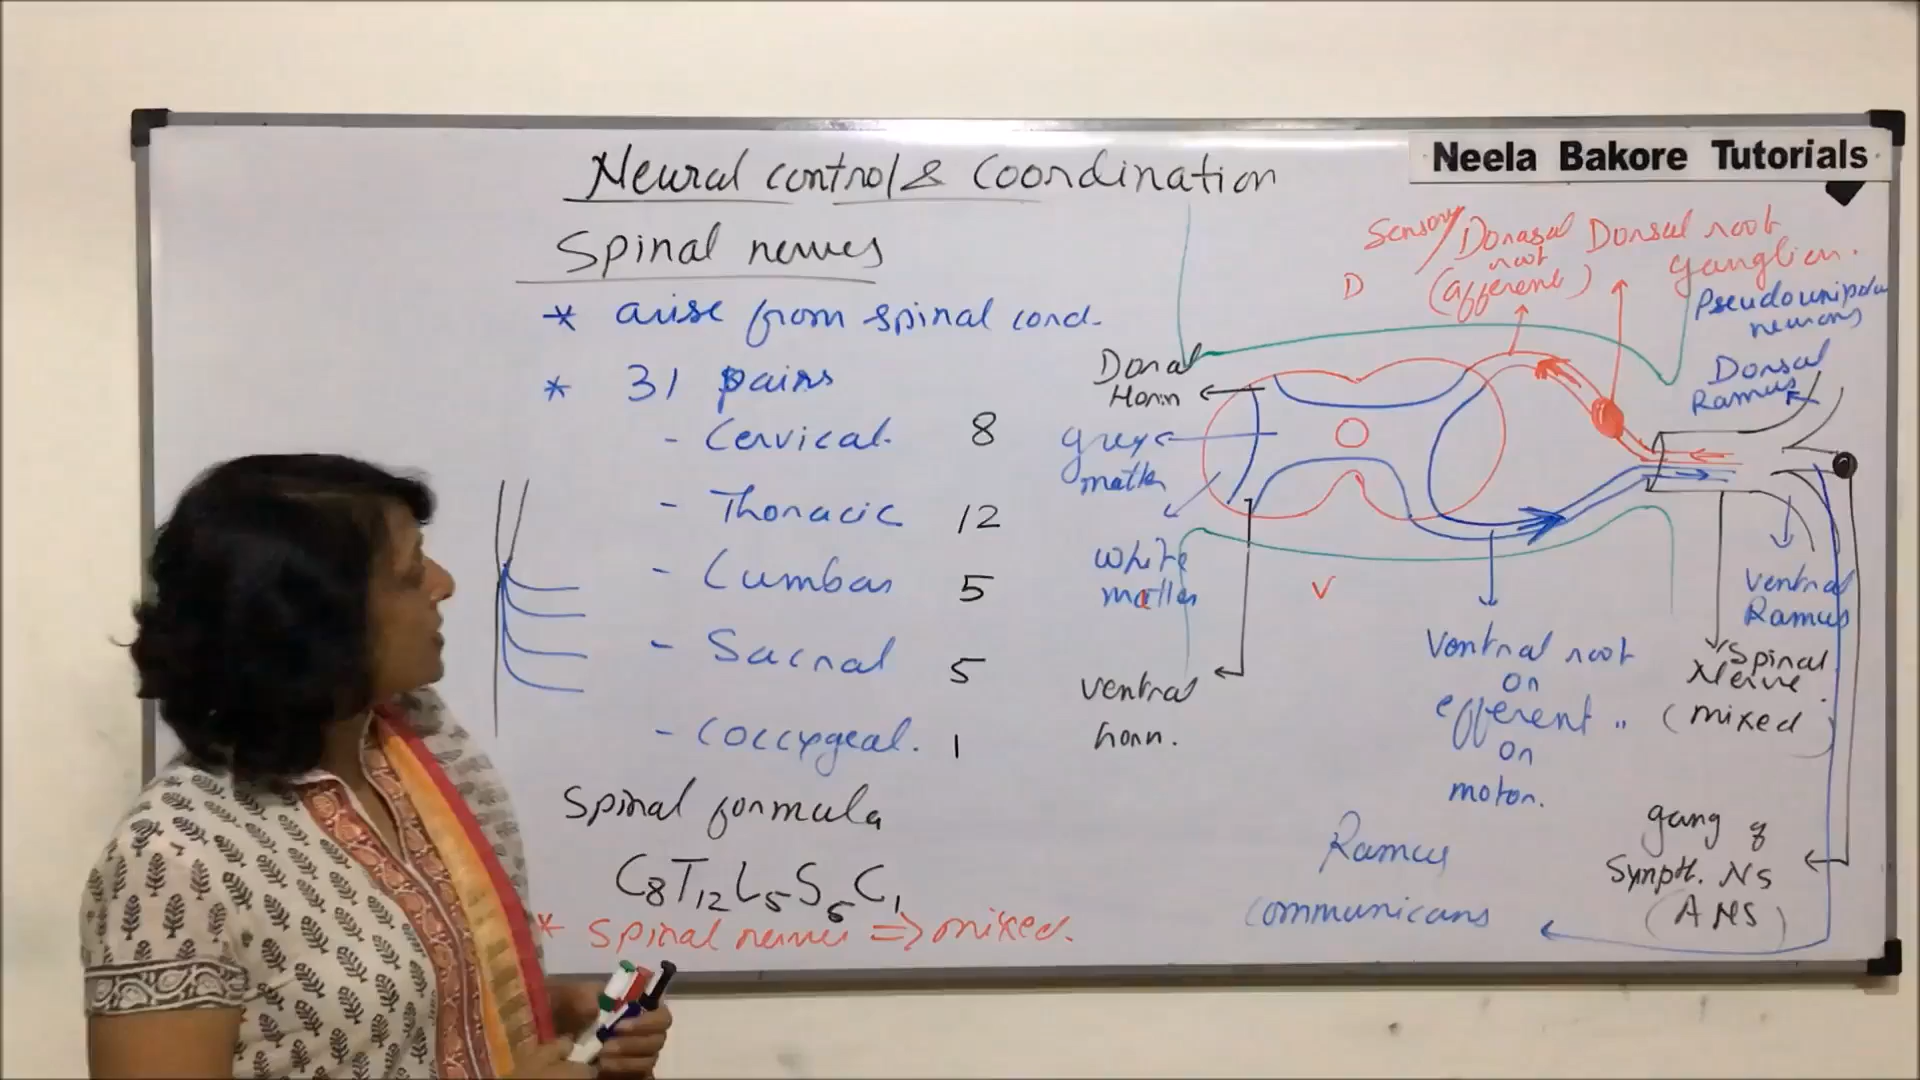 Neela Bakore Tutorials
Neural control & Coordination
Spinal nerves
* arise from spinal cord.
* 31 pairs
- Cervical. 8
- Thoracic 12
- Lumbar 5
- Sacral 5
- Coccygeal. 1
Spinal formula
C8T12L5S5C1
* Spinal nerves => mixed.
Sensory/
Dorasal
root
(afferent)
Dorsal root
ganglion.
Pseudounipolar
neurons
D
Dorsal
Ramus
Dorsal
Horn
grey
matter
white
matter
ventral
horn.
V
Ventral root
or
efferent "
or
motor.
Spinal
Nerve
(mixed)
Ventral
Ramus
gang of
Sympt. NS
(ANS)
Ramus
communicans